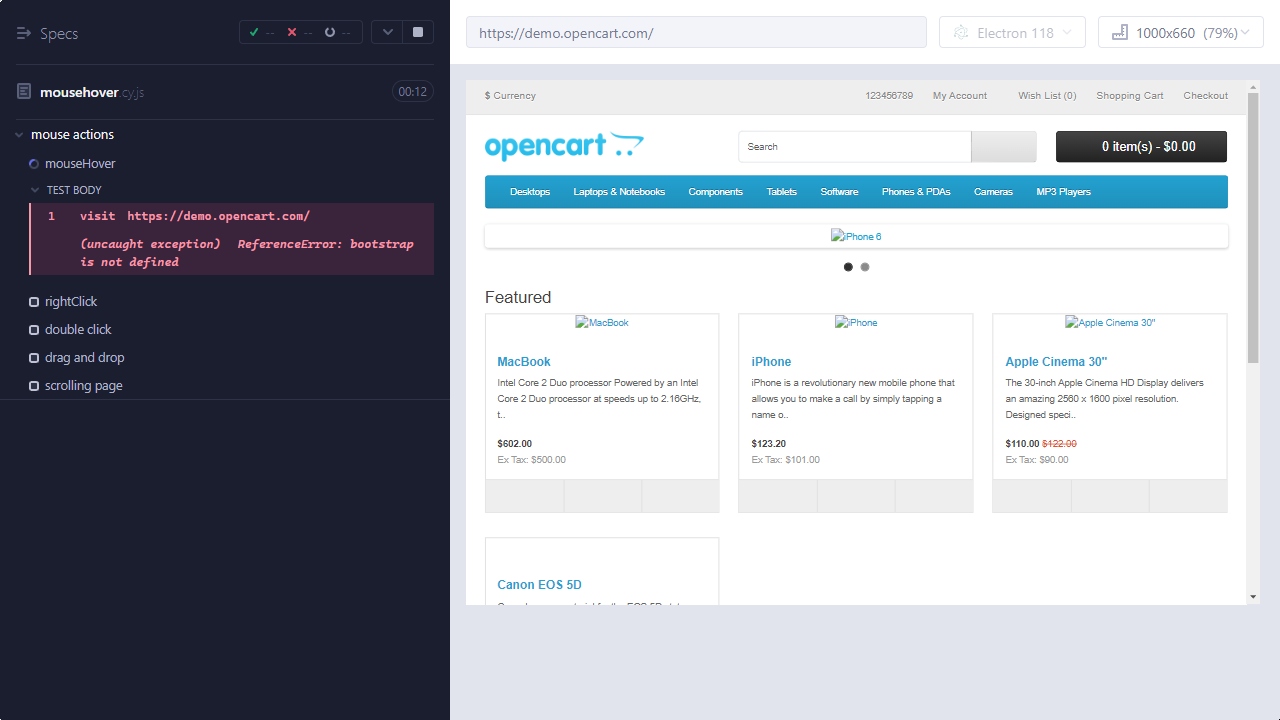 Specs
--
--
--
mousehover.cy.js
00:12
mouse actions
mouseHover
TEST BODY
1 visit https://demo.opencart.com/
(uncaught exception) ReferenceError: bootstrap
is not defined
rightClick
double click
drag and drop
scrolling page
https://demo.opencart.com/
Electron 118
1000x660 (79%)
$ Currency
123456789
My Account
Wish List (0)
Shopping Cart
Checkout
opencart
Search
0 item(s) - $0.00
Desktops
Laptops & Notebooks
Components
Tablets
Software
Phones & PDAs
Cameras
MP3 Players
iPhone 6
Featured
MacBook
MacBook
Intel Core 2 Duo processor Powered by an Intel
Core 2 Duo processor at speeds up to 2.16GHz,
t..
$602.00
Ex Tax: $500.00
iPhone
iPhone
iPhone is a revolutionary new mobile phone that
allows you to make a call by simply tapping a
name o..
$123.20
Ex Tax: $101.00
Apple Cinema 30"
Apple Cinema 30"
The 30-inch Apple Cinema HD Display delivers
an amazing 2560 x 1600 pixel resolution.
Designed speci..
$110.00 $122.00
Ex Tax: $90.00
Canon EOS 5D